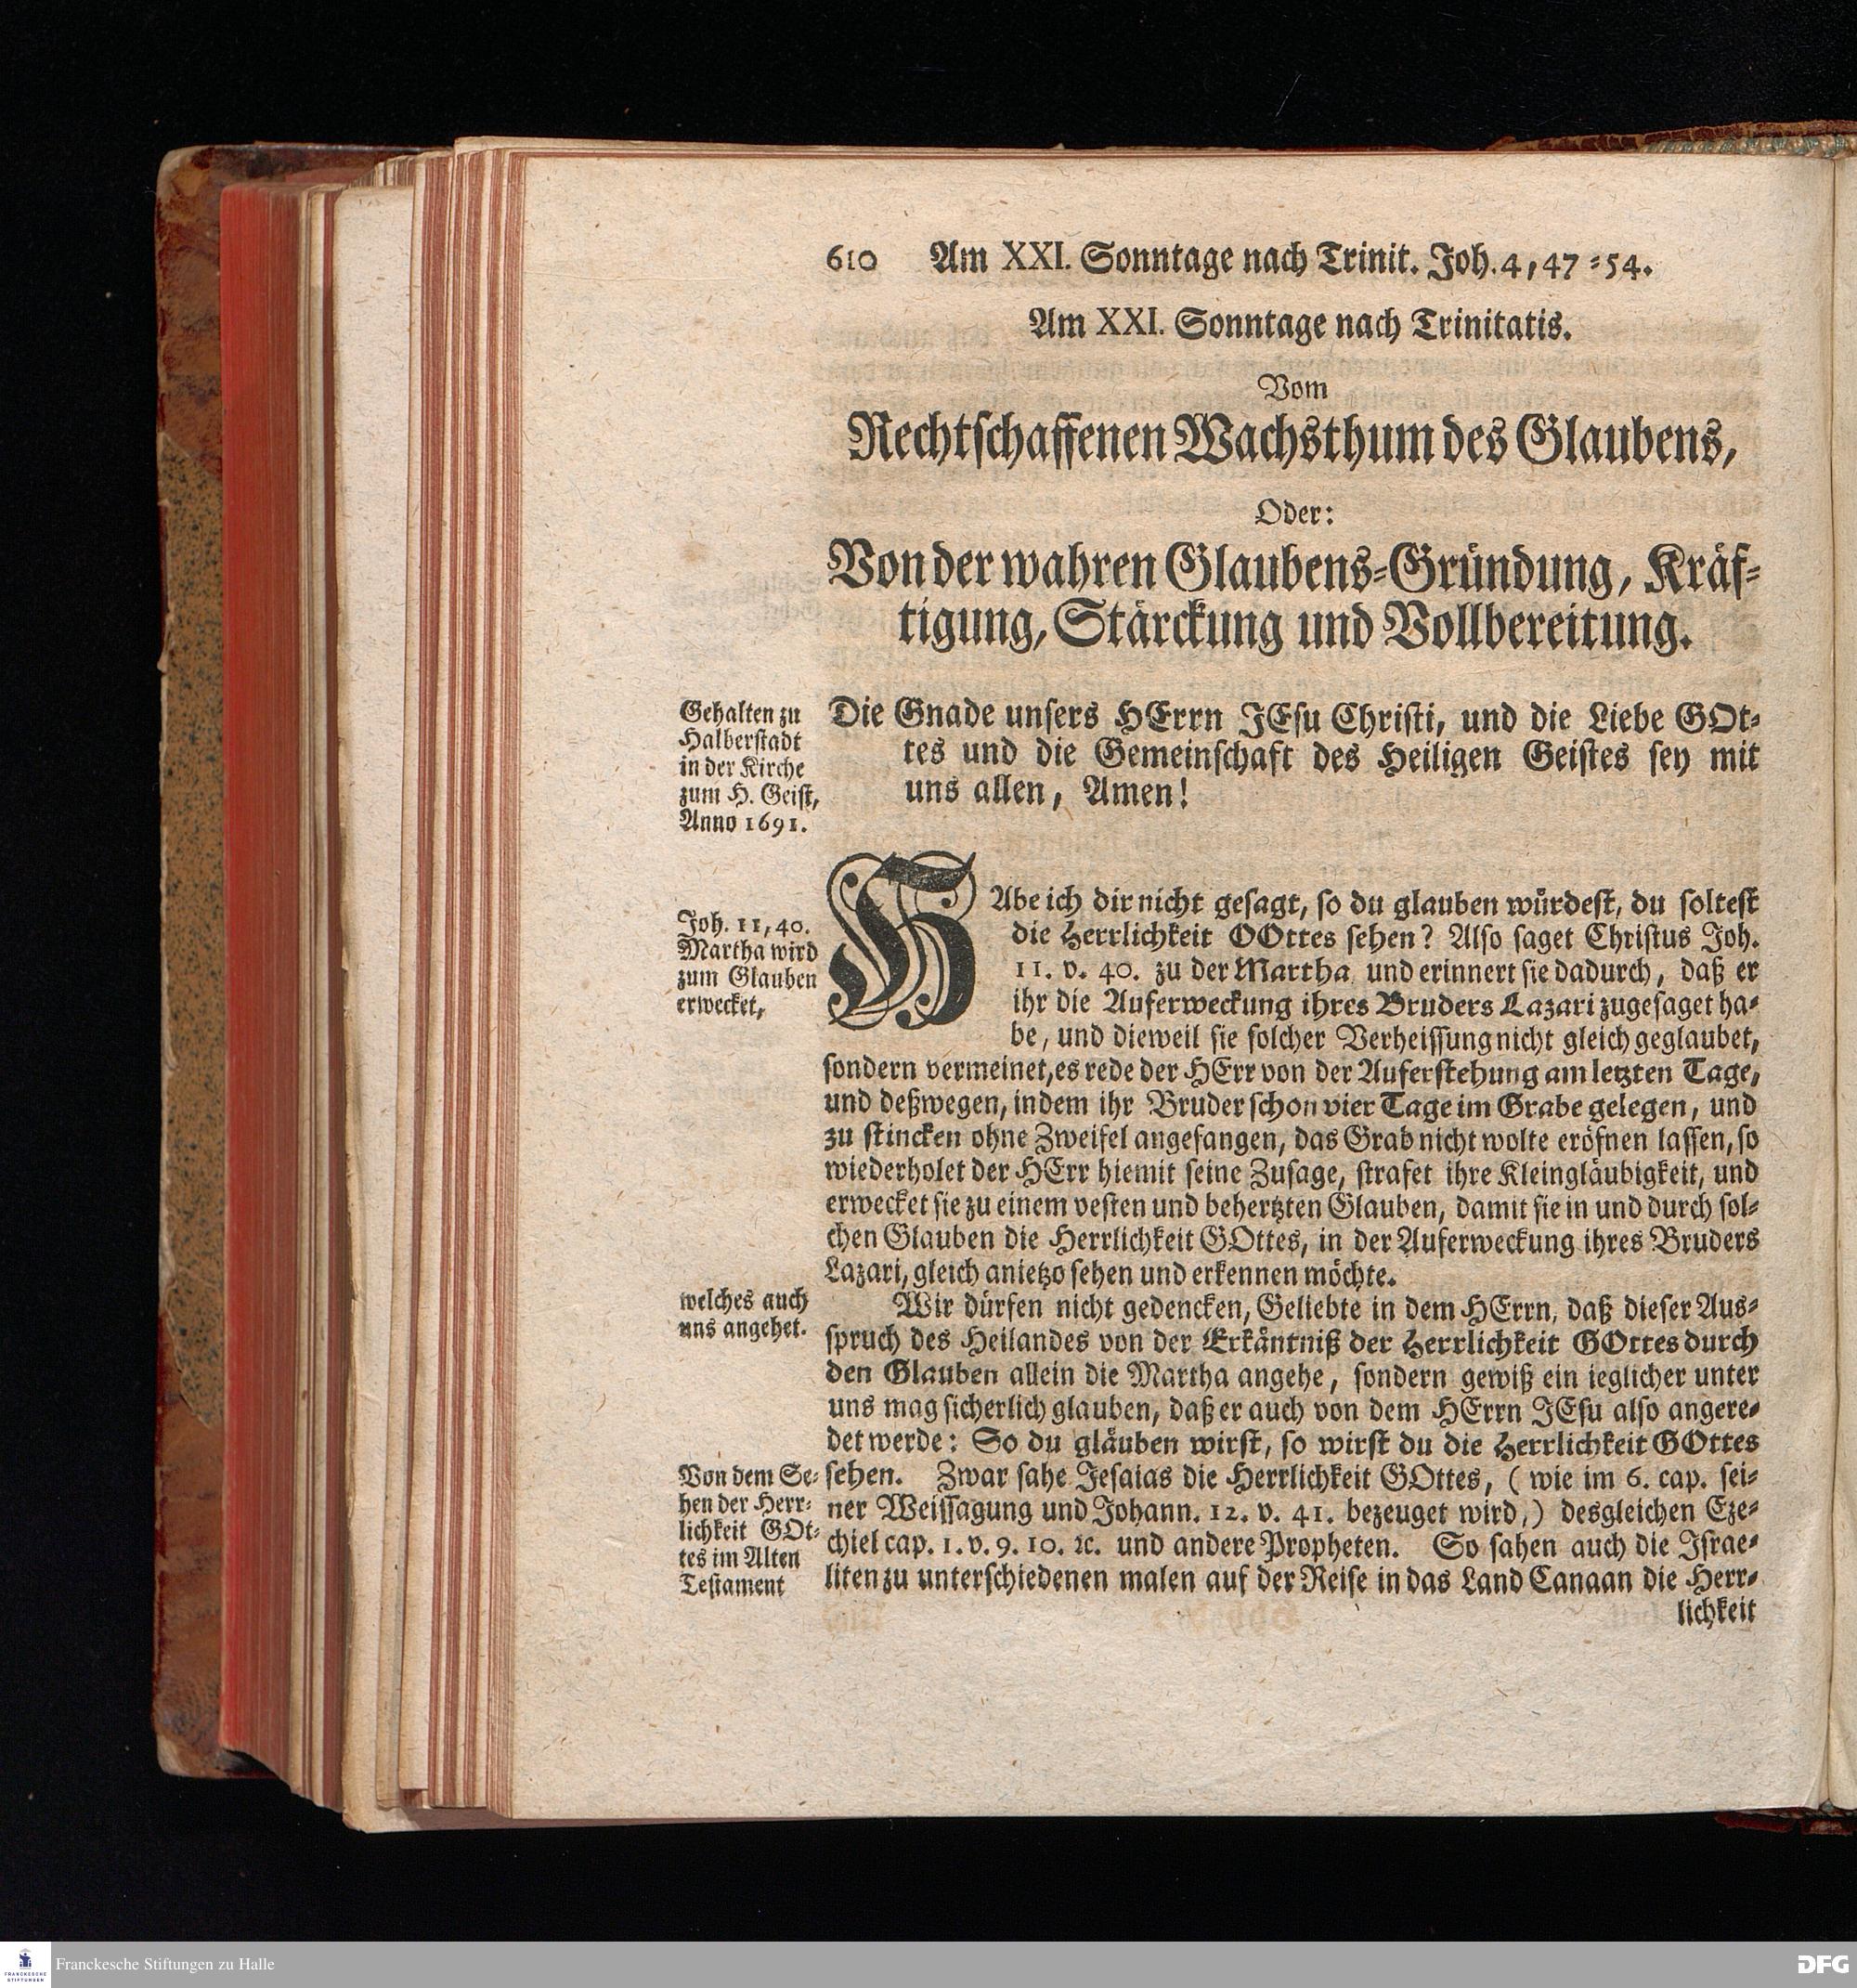 610 Am XXI. Sonntage nach Trinit. Joh. 4, 47-54.
Am XXI. Sonntage nach Trinitatis.
Vom
Rechtschaffenen Wachsthum des Glaubens,
Oder:
Von der wahren Glaubens-Gründung, Kräf-
tigung, Stärckung und Vollbereitung.
Gehalten zu
Halberstadt
in der Kirche
zum H. Geist,
Anno 1691.
Die Gnade unsers HErrn JEsu Christi, und die Liebe GOt-
tes und die Gemeinschaft des Heiligen Geistes sey mit
uns allen, Amen!
Joh. 11, 40.
Martha wird
zum Glauben
erwecket,
HAbe ich dir nicht gesagt, so du glauben würdest, du soltest
die Herrlichkeit OOttes sehen? Also saget Christus Joh.
11. v. 40. zu der Martha und erinnert sie dadurch, daß er
ihr die Auferweckung ihres Bruders Lazari zugesaget ha-
be, und dieweil sie solcher Verheissung nicht gleich geglaubet,
sondern vermeinet, es rede der HErr von der Auferstehung am letzten Tage,
und deßwegen, indem ihr Bruder schon vier Tage im Grabe gelegen, und
zu stincken ohne Zweifel angefangen, das Grab nicht wolte eröfnen lassen, so
wiederholet der HErr hiemit seine Zusage, strafet ihre Kleingläubigkeit, und
erwecket sie zu einem vesten und behertzten Glauben, damit sie in und durch sol-
chen Glauben die Herrlichkeit GOttes, in der Auferweckung ihres Bruders
Lazari, gleich anietzo sehen und erkennen möchte.
welches auch
uns angehet.
Wir dürfen nicht gedencken, Geliebte in dem HErrn, daß dieser Aus-
spruch des Heilandes von der Erkäntniß der Herrlichkeit GOttes durch
den Glauben allein die Martha angehe, sondern gewiß ein ieglicher unter
uns mag sicherlich glauben, daß er auch von dem HErrn JEsu also angere-
det werde: So du gläuben wirst, so wirst du die Herrlichkeit GOttes
sehen. Zwar sahe Jesaias die Herrlichkeit GOttes, (wie im 6. cap. sei-
ner Weissagung und Johann. 12. v. 41. bezeuget wird,) desgleichen Eze-
chiel cap. 1. v. 9. 10. ꝛc. und andere Propheten. So sahen auch die Israe-
liten zu unterschiedenen malen auf der Reise in das Land Canaan die Herr-
Von dem Se-
hen der Herr-
lichkeit GOt-
tes im Alten
Testament
lichkeit
FRANCKESCHE
STIFTUNGEN
Franckesche Stiftungen zu Halle
DFG